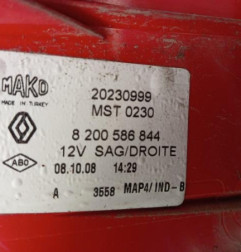 MAKO
MADE IN TURKEY
20230999
MST 0230
8 200 586 844
12V SAG/DROITE
ABO
08.10.08 14:29
A 3558 MAP4/IND-B